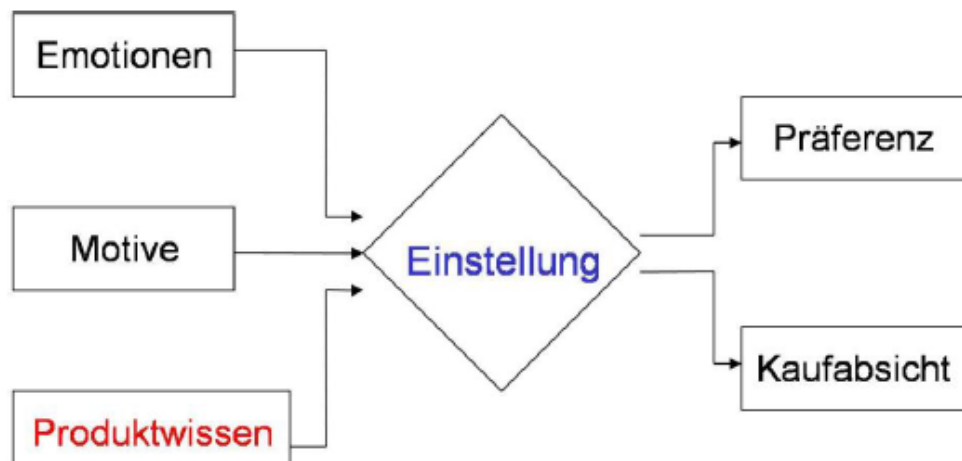 Emotionen
Motive
Produktwissen
Einstellung
Präferenz
Kaufabsicht